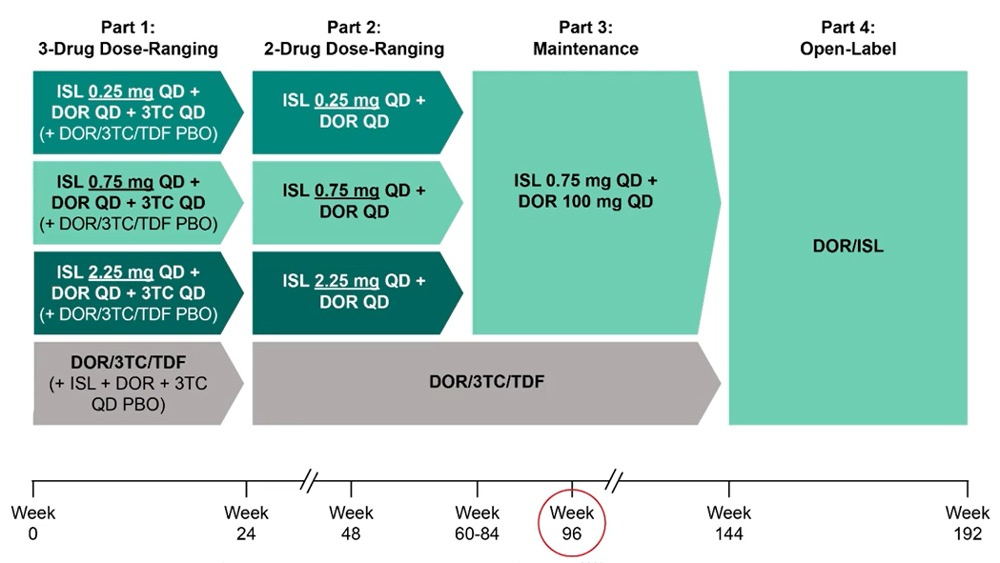 Part 1:
3-Drug Dose-Ranging
Part 2:
2-Drug Dose-Ranging
Part 3:
Maintenance
Part 4:
Open-Label
ISL 0.25 mg QD +
DOR QD + 3TC QD
(+ DOR/3TC/TDF PBO)
ISL 0.25 mg QD +
DOR QD
ISL 0.75 mg QD +
DOR QD + 3TC QD
(+ DOR/3TC/TDF PBO)
ISL 0.75 mg QD +
DOR QD
ISL 2.25 mg QD +
DOR QD + 3TC QD
(+ DOR/3TC/TDF PBO)
ISL 2.25 mg QD +
DOR QD
ISL 0.75 mg QD +
DOR 100 mg QD
DOR/ISL
DOR/3TC/TDF
(+ ISL + DOR + 3TC
QD PBO)
DOR/3TC/TDF
Week
0
Week
24
Week
48
Week
60-84
Week
96
Week
144
Week
192